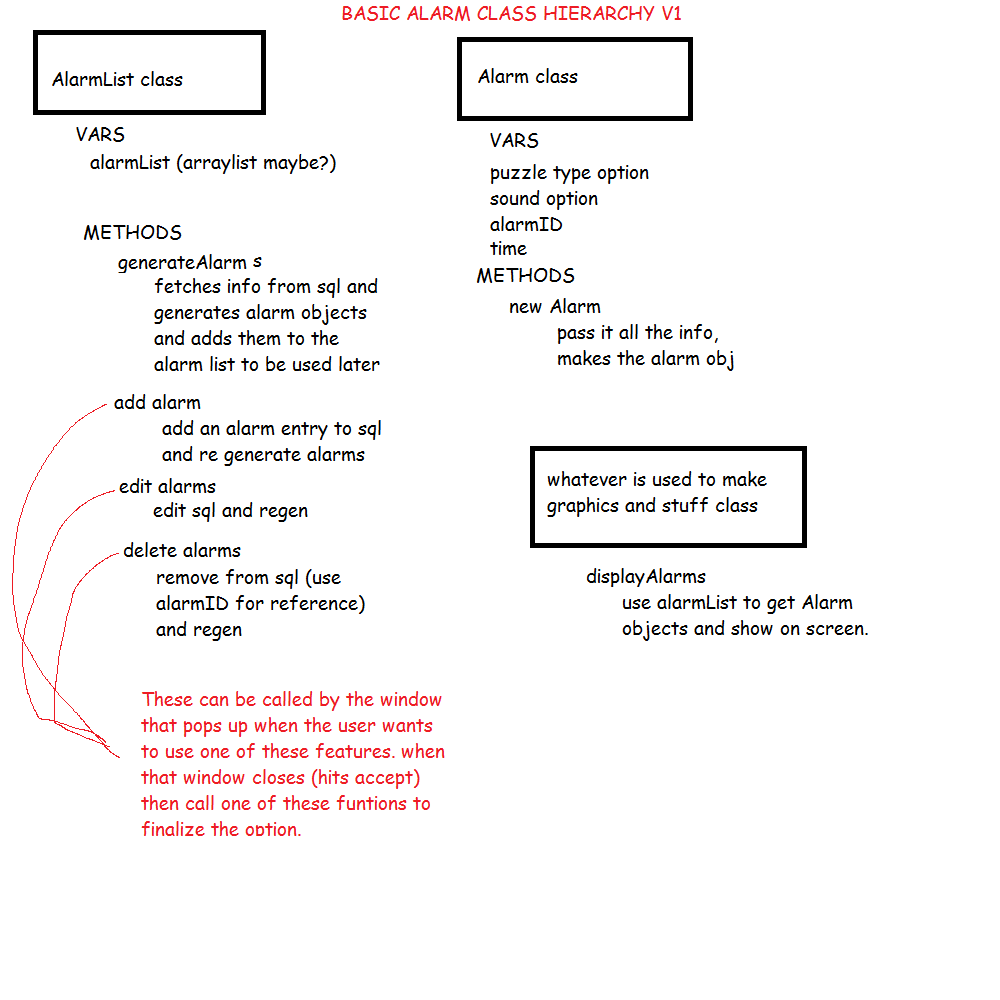 BASIC ALARM CLASS HIERARCHY V1
AlarmList class
VARS
alarmList (arraylist maybe?)
METHODS
generateAlarm s
fetches info from sql and
generates alarm objects
and adds them to the
alarm list to be used later
add alarm
add an alarm entry to sql
and re generate alarms
edit alarms
edit sql and regen
delete alarms
remove from sql (use
alarmID for reference)
and regen
These can be called by the window
that pops up when the user wants
to use one of these features. when
that window closes (hits accept)
then call one of these funtions to
finalize the option.
Alarm class
VARS
puzzle type option
sound option
alarmID
time
METHODS
new Alarm
pass it all the info,
makes the alarm obj
whatever is used to make
graphics and stuff class
displayAlarms
use alarmList to get Alarm
objects and show on screen.